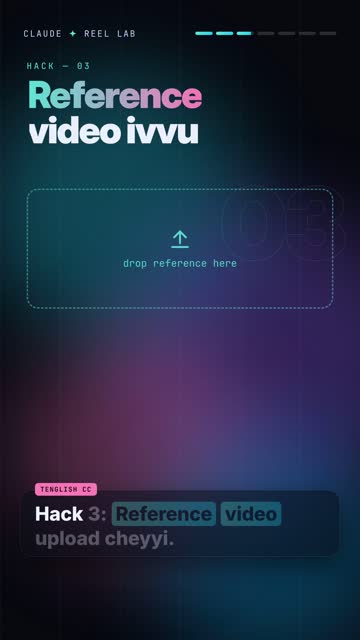 CLAUDE ✦ REEL LAB
HACK — 03
Reference
video ivvu
03
drop reference here
TENGLISH CC
Hack 3: Reference video
upload cheyyi.